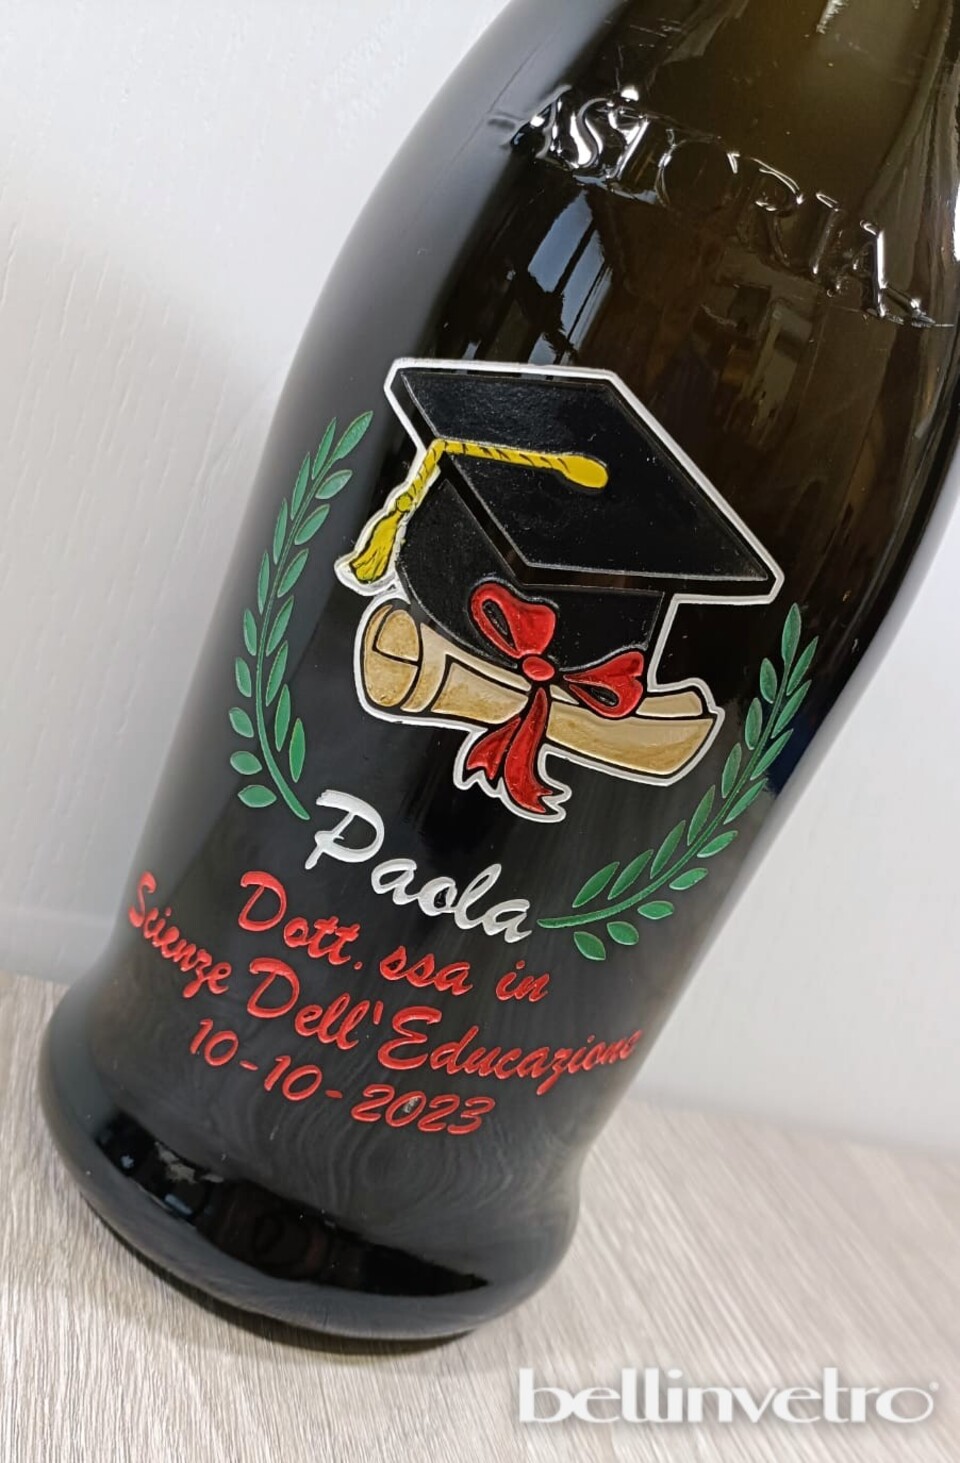 ASTORIA
Paola
Dott.ssa in
Scienze Dell'Educazione
10-10-2023
bellinvetro